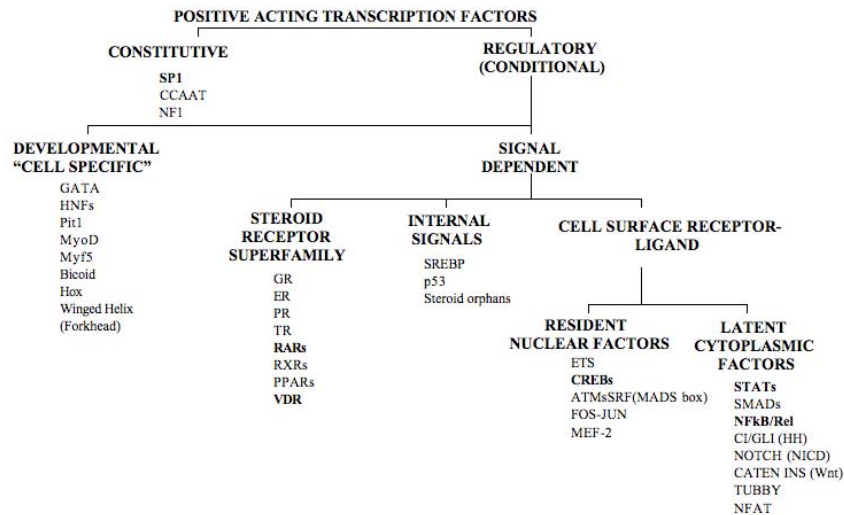 POSITIVE ACTING TRANSCRIPTION FACTORS
CONSTITUTIVE
SP1
CCAAT
NF1
REGULATORY
(CONDITIONAL)
DEVELOPMENTAL
“CELL SPECIFIC”
GATA
HNFs
Pit1
MyoD
Myf5
Bicoid
Hox
Winged Helix
(Forkhead)
SIGNAL
DEPENDENT
STEROID
RECEPTOR
SUPERFAMILY
GR
ER
PR
TR
RARs
RXRs
PPARs
VDR
INTERNAL
SIGNALS
SREBP
p53
Steroid orphans
CELL SURFACE RECEPTOR-
LIGAND
RESIDENT
NUCLEAR FACTORS
ETS
CREBs
ATMsSRF(MADS box)
FOS-JUN
MEF-2
LATENT
CYTOPLASMIC
FACTORS
STATs
SMADs
NFkB/Rel
CI/GLI (HH)
NOTCH (NICD)
CATEN INS (Wnt)
TUBBY
NFAT